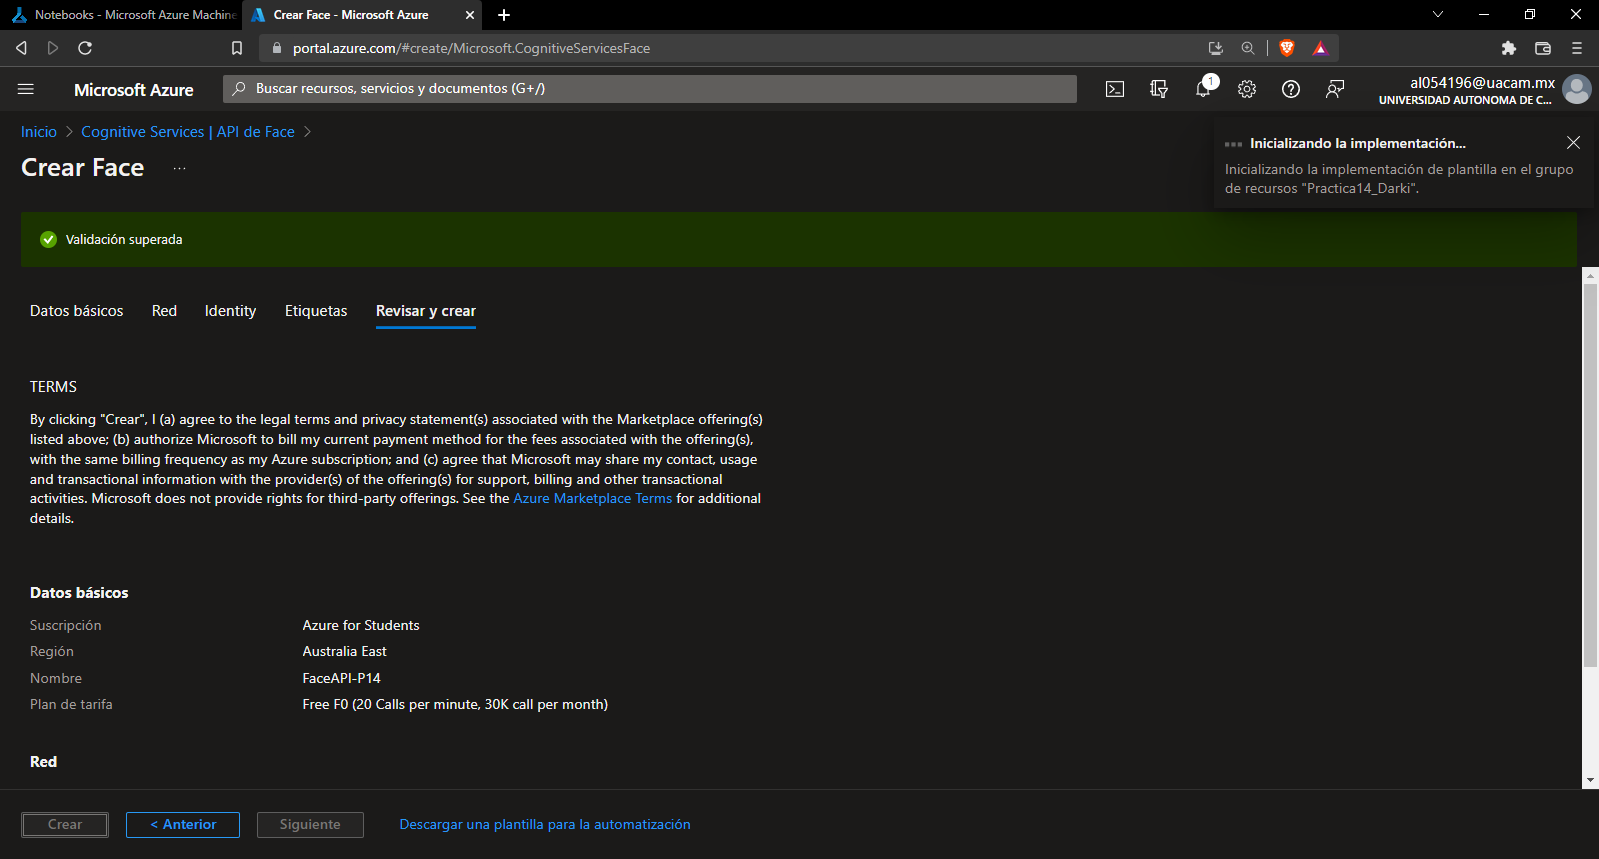 Notebooks - Microsoft Azure Machine
Crear Face - Microsoft Azure
portal.azure.com/#create/Microsoft.CognitiveServicesFace
Microsoft Azure
Buscar recursos, servicios y documentos (G+/)
1
al054196@uacam.mx
UNIVERSIDAD AUTONOMA DE C...
Inicio > Cognitive Services | API de Face >
Crear Face ...
Inicializando la implementación...
Inicializando la implementación de plantilla en el grupo
de recursos "Practica14_Darki".
Validación superada
Datos básicos Red Identity Etiquetas Revisar y crear
TERMS
By clicking "Crear", I (a) agree to the legal terms and privacy statement(s) associated with the Marketplace offering(s)
listed above; (b) authorize Microsoft to bill my current payment method for the fees associated with the offering(s),
with the same billing frequency as my Azure subscription; and (c) agree that Microsoft may share my contact, usage
and transactional information with the provider(s) of the offering(s) for support, billing and other transactional
activities. Microsoft does not provide rights for third-party offerings. See the Azure Marketplace Terms for additional
details.
Datos básicos
Suscripción Azure for Students
Región Australia East
Nombre FaceAPI-P14
Plan de tarifa Free F0 (20 Calls per minute, 30K call per month)
Red
Crear < Anterior Siguiente Descargar una plantilla para la automatización